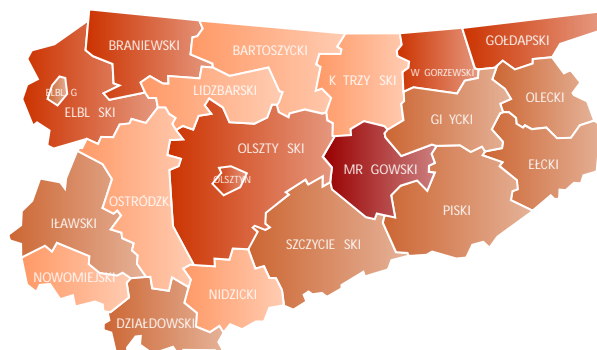 GOŁDAPSKI
BRANIEWSKI
BARTOSZYCKI
K TRZY SKI
W GORZEWSKI
LIDZBARSKI
ELBL G
OLECKI
ELBL SKI
GI YCKI
OLSZTY SKI
MR GOWSKI
EŁCKI
OLSZTYN
OSTRÓDZK
PISKI
IŁAWSKI
SZCZYCIE SKI
NOWOMIEJSKI
NIDZICKI
DZIAŁDOWSKI